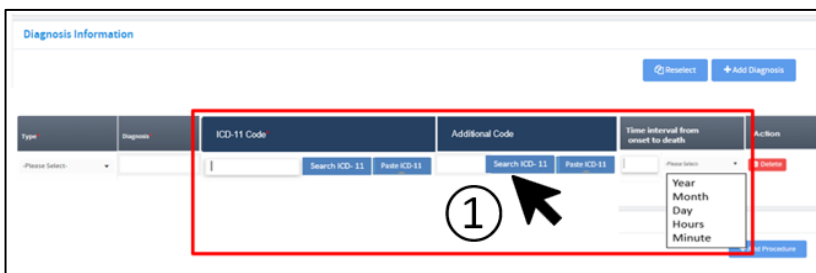 Diagnosis Information
Reselect
+ Add Diagnosis
Type*
Diagnosis*
ICD-11 Code*
Additional Code
Time interval from
onset to death
Action
-Please Select-
Search ICD- 11
Paste ICD-11
Search ICD- 11
Paste ICD-11
-Please Select-
Delete
Year
Month
Day
Hours
Minute
①
Add Procedure